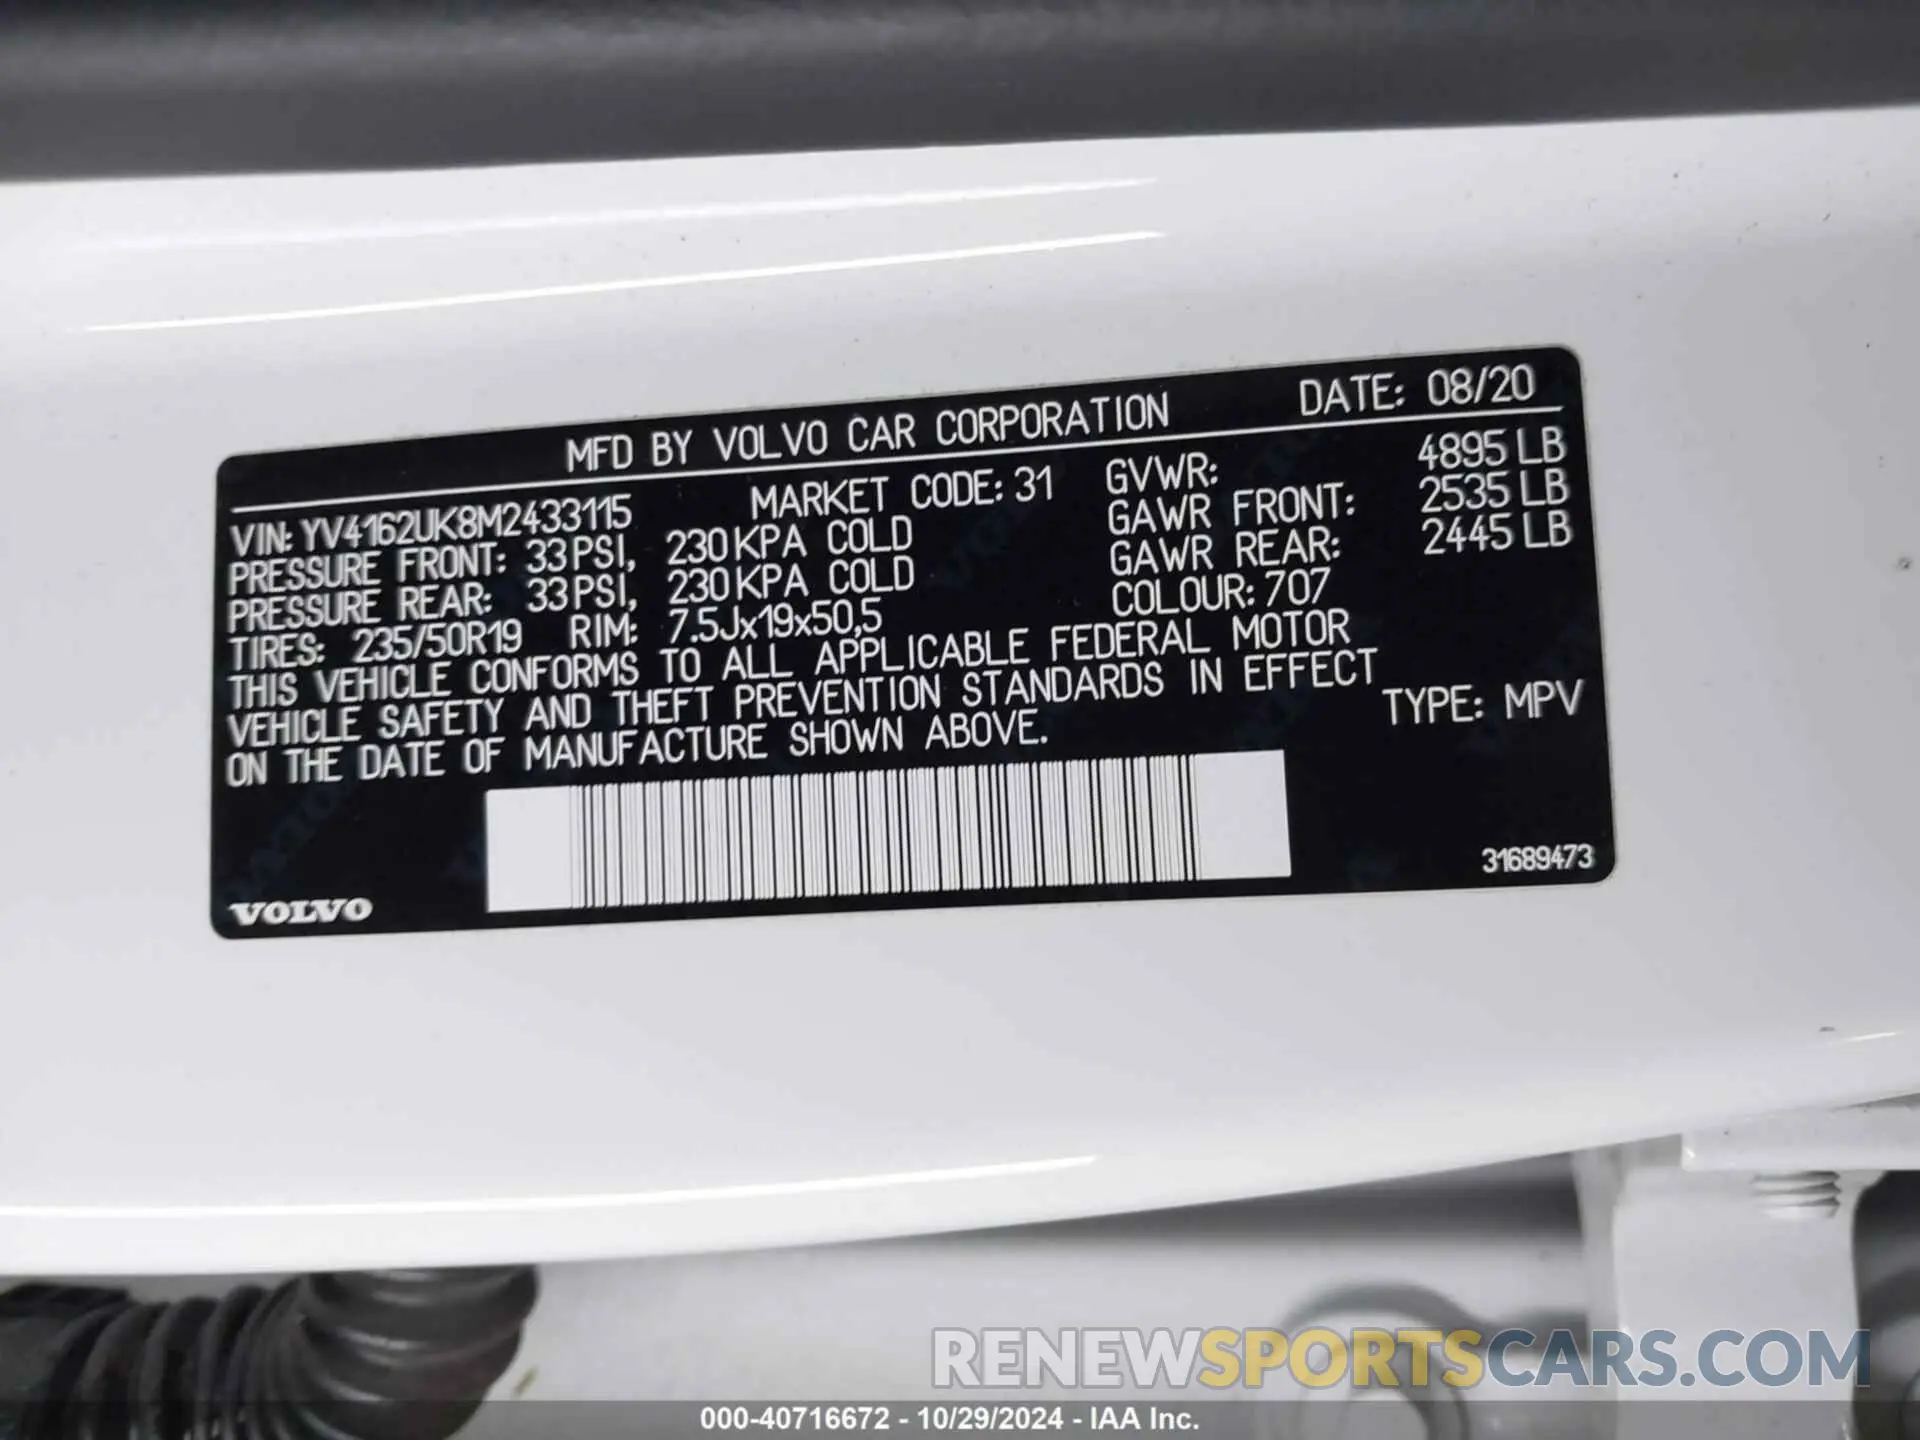 MFD BY VOLVO CAR CORPORATION DATE: 08/20
VIN: YV4162UK8M2433115 MARKET CODE: 31 GVWR: 4895 LB
PRESSURE FRONT: 33 PSI, 230 KPA COLD GAWR FRONT: 2535 LB
PRESSURE REAR: 33 PSI, 230 KPA COLD GAWR REAR: 2445 LB
TIRES: 235/50R19 RIM: 7.5Jx19x50,5 COLOUR: 707
THIS VEHICLE CONFORMS TO ALL APPLICABLE FEDERAL MOTOR
VEHICLE SAFETY AND THEFT PREVENTION STANDARDS IN EFFECT
ON THE DATE OF MANUFACTURE SHOWN ABOVE. TYPE: MPV
31689473
VOLVO
RENEWSPORTSCARS.COM
000-40716672 - 10/29/2024 - IAA Inc.